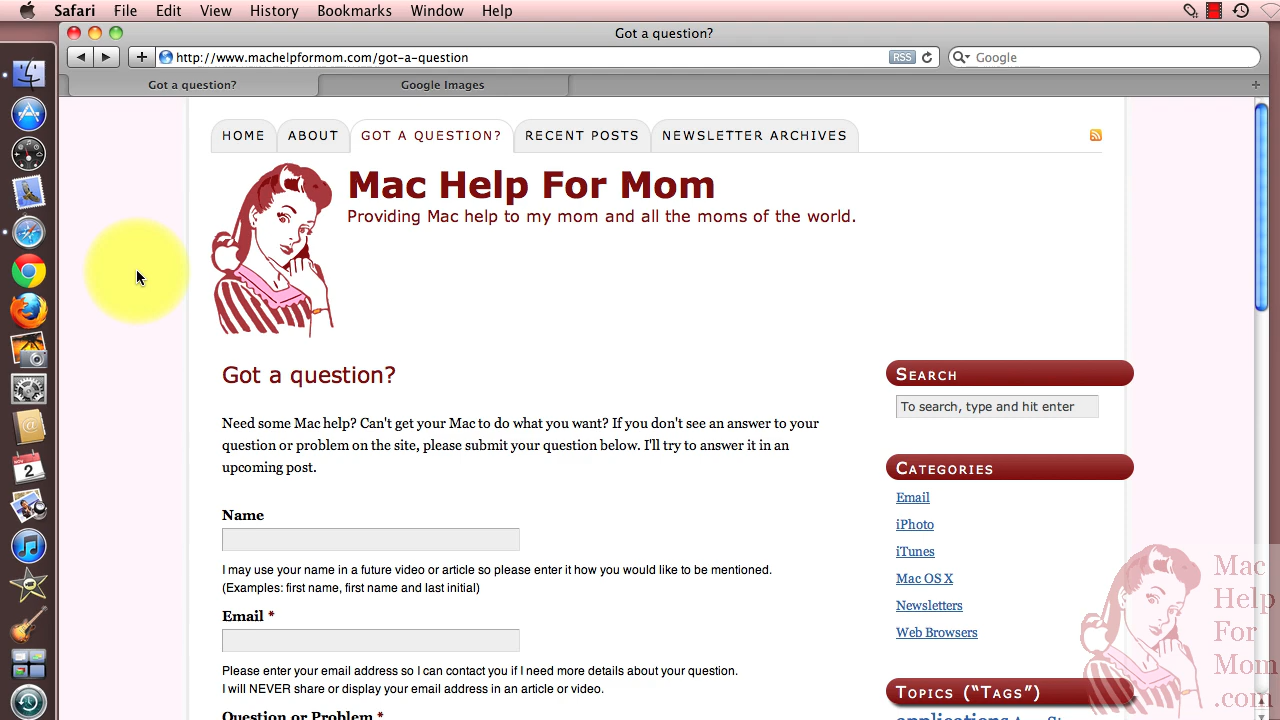 Safari File Edit View History Bookmarks Window Help
Got a question?
http://www.machelpformom.com/got-a-question RSS Google
Got a question? Google Images
HOME ABOUT GOT A QUESTION? RECENT POSTS NEWSLETTER ARCHIVES
Mac Help For Mom
Providing Mac help to my mom and all the moms of the world.
Got a question?
Need some Mac help? Can't get your Mac to do what you want? If you don't see an answer to your
question or problem on the site, please submit your question below. I'll try to answer it in an
upcoming post.
Name
I may use your name in a future video or article so please enter it how you would like to be mentioned.
(Examples: first name, first name and last initial)
Email *
Please enter your email address so I can contact you if I need more details about your question.
I will NEVER share or display your email address in an article or video.
Question or Problem *
Search
To search, type and hit enter
Categories
Email
iPhoto
iTunes
Mac OS X
Newsletters
Web Browsers
Topics (“Tags”)
applications
NOV
2
Mac
Help
For
Mom
.com